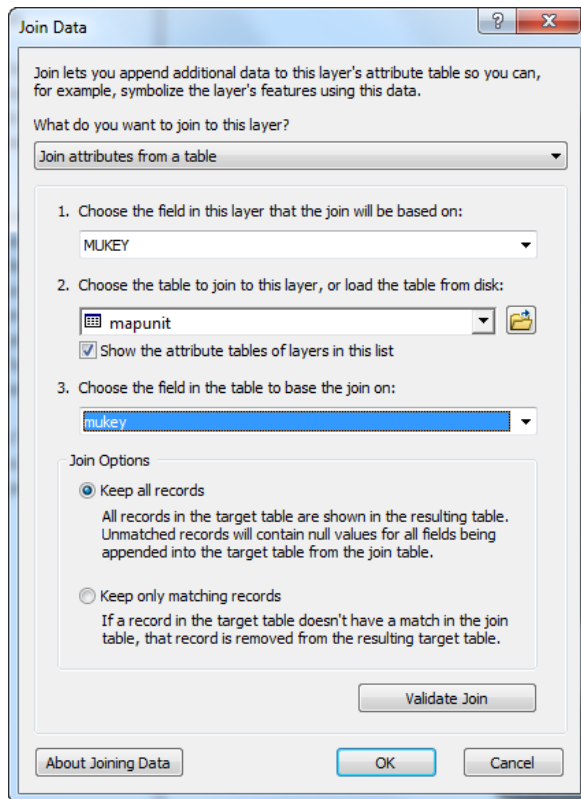 Join Data
Join lets you append additional data to this layer's attribute table so you can,
for example, symbolize the layer's features using this data.
What do you want to join to this layer?
Join attributes from a table
1. Choose the field in this layer that the join will be based on:
MUKEY
2. Choose the table to join to this layer, or load the table from disk:
mapunit
Show the attribute tables of layers in this list
3. Choose the field in the table to base the join on:
mukey
Join Options
Keep all records
All records in the target table are shown in the resulting table.
Unmatched records will contain null values for all fields being
appended into the target table from the join table.
Keep only matching records
If a record in the target table doesn't have a match in the join
table, that record is removed from the resulting target table.
Validate Join
About Joining Data
OK
Cancel